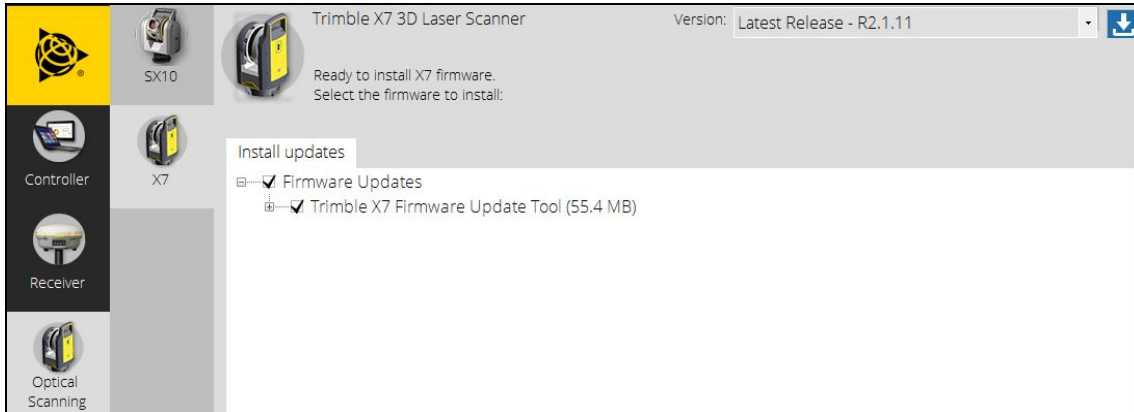 Trimble X7 3D Laser Scanner
Version:
Latest Release - R2.1.11
SX10
Ready to install X7 firmware.
Select the firmware to install:
Controller
X7
Install updates
Firmware Updates
Trimble X7 Firmware Update Tool (55.4 MB)
Receiver
Optical
Scanning